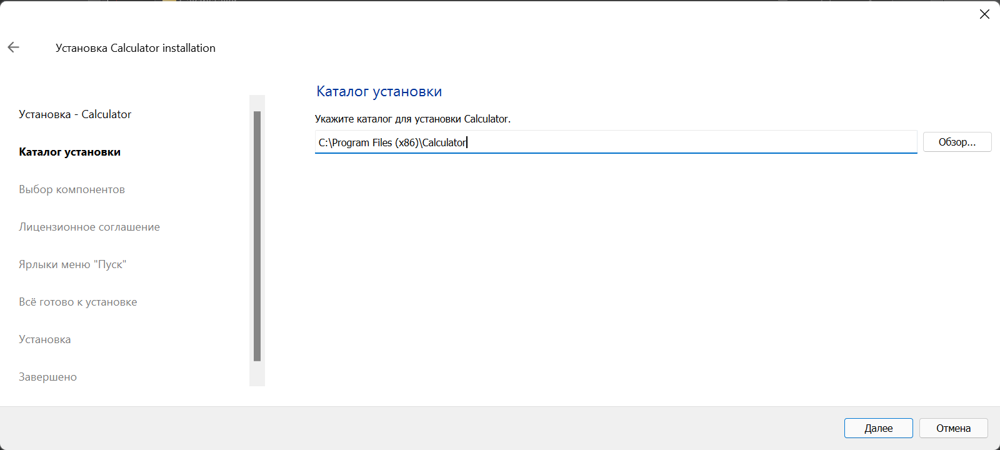 Установка Calculator installation
Установка - Calculator
Каталог установки
Выбор компонентов
Лицензионное соглашение
Ярлыки меню "Пуск"
Всё готово к установке
Установка
Завершено
Каталог установки
Укажите каталог для установки Calculator.
C:\Program Files (x86)\Calculator
Обзор...
Далее
Отмена